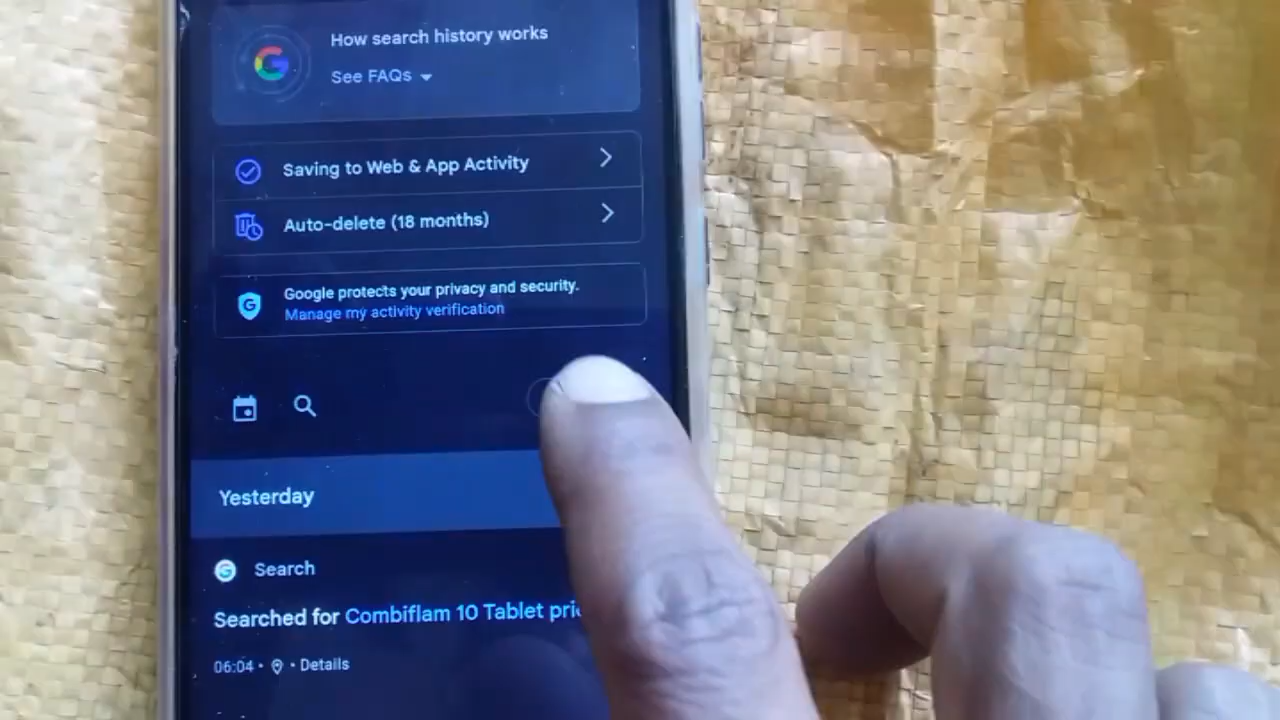 How search history works
See FAQs
Saving to Web & App Activity
Auto-delete (18 months)
Google protects your privacy and security.
Manage my activity verification
Yesterday
Search
Searched for Combiflam 10 Tablet
06:04 • • Details